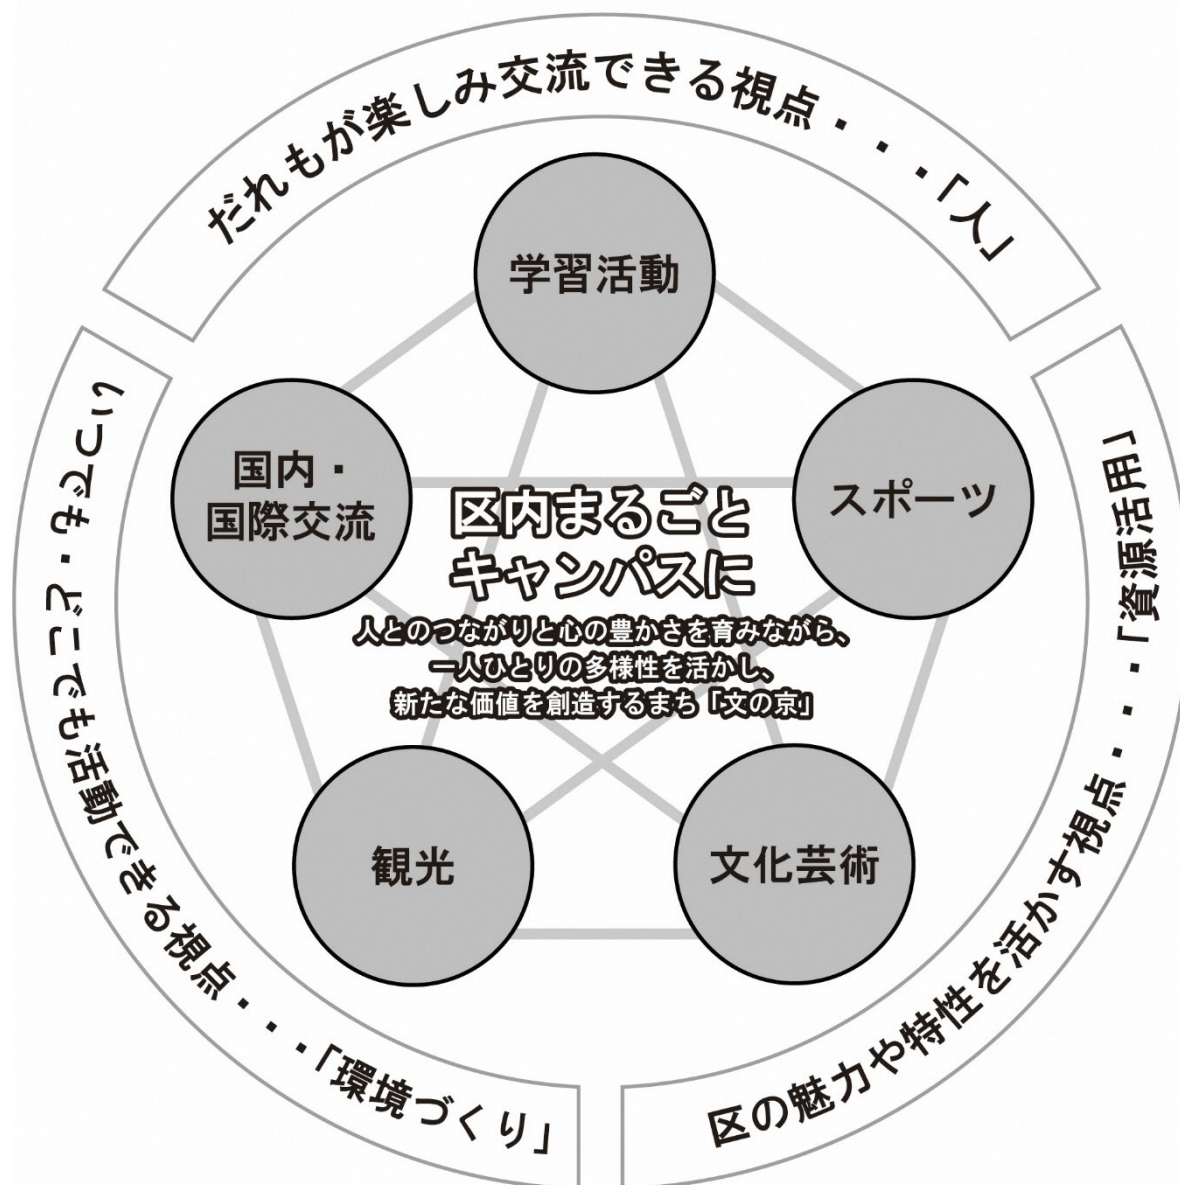 だれもが楽しみ交流できる視点・・・「人」
学習活動
国内・
国際交流
スポーツ
区内まるごと
キャンパスに
人とのつながりと心の豊かさを育みながら、
一人ひとりの多様性を活かし、
新たな価値を創造するまち「文の京」
観光
文化芸術
いつでも・どこでも活動できる視点・・・「環境づくり」
区の魅力や特性を活かす視点・・・「資源活用」